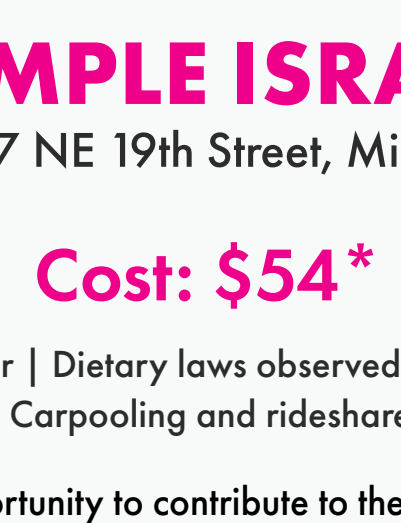 MPLE ISRA
7 NE 19th Street, Mi
Cost: $54*
r | Dietary laws observed
Carpooling and rideshare
ortunity to contribute to the